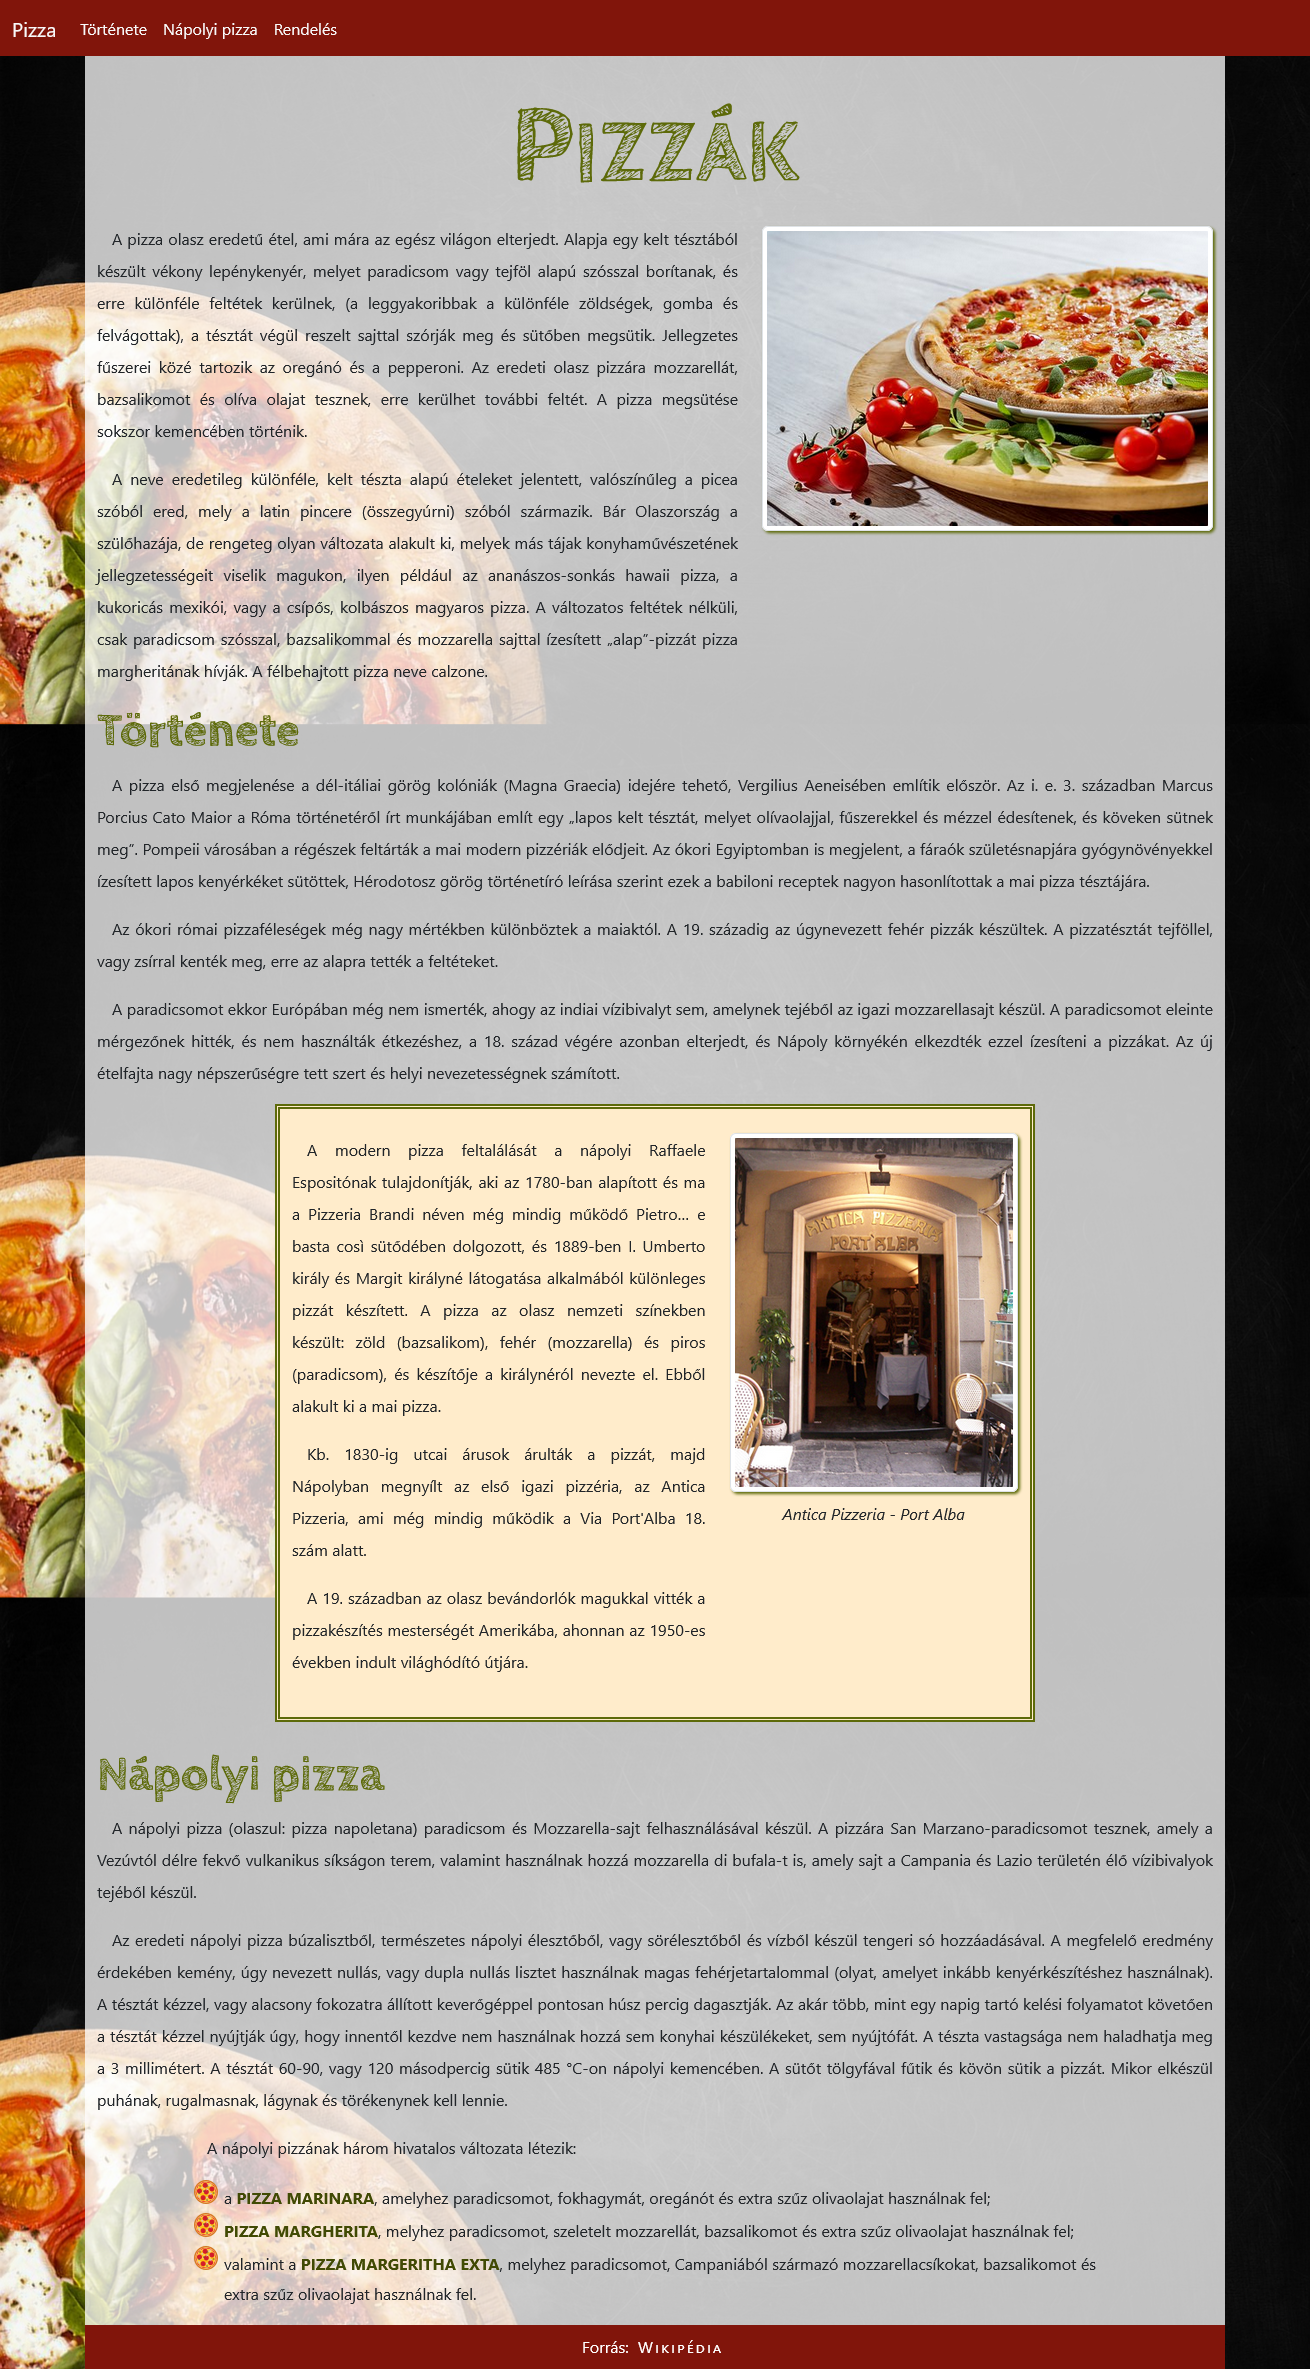 Pizza Története Nápolyi pizza Rendelés
Pizzák
A pizza olasz eredetű étel, ami mára az egész világon elterjedt. Alapja egy kelt tésztából
készült vékony lepénykenyér, melyet paradicsom vagy tejföl alapú szósszal borítanak, és
erre különféle feltétek kerülnek, (a leggyakoribbak a különféle zöldségek, gomba és
felvágottak), a tésztát végül reszelt sajttal szórják meg és sütőben megsütik. Jellegzetes
fűszerei közé tartozik az oregánó és a pepperoni. Az eredeti olasz pizzára mozzarellát,
bazsalikomot és olíva olajat tesznek, erre kerülhet további feltét. A pizza megsütése
sokszor kemencében történik.
A neve eredetileg különféle, kelt tészta alapú ételeket jelentett, valószínűleg a picea
szóból ered, mely a latin pincere (összegyúrni) szóból származik. Bár Olaszország a
szülőhazája, de rengeteg olyan változata alakult ki, melyek más tájak konyhaművészetének
jellegzetességeit viselik magukon, ilyen például az ananászos-sonkás hawaii pizza, a
kukoricás mexikói, vagy a csípős, kolbászos magyaros pizza. A változatos feltétek nélküli,
csak paradicsom szósszal, bazsalikommal és mozzarella sajttal ízesített „alap”-pizzát pizza
margheritának hívják. A félbehajtott pizza neve calzone.
Története
A pizza első megjelenése a dél-itáliai görög kolóniák (Magna Graecia) idejére tehető, Vergilius Aeneisében említik először. Az i. e. 3. században Marcus
Porcius Cato Maior a Róma történetéről írt munkájában említ egy „lapos kelt tésztát, melyet olívaolajjal, fűszerekkel és mézzel édesítenek, és köveken sütnek
meg”. Pompeii városában a régészek feltárták a mai modern pizzériák elődjeit. Az ókori Egyiptomban is megjelent, a fáraók születésnapjára gyógynövényekkel
ízesített lapos kenyérkéket sütöttek, Hérodotosz görög történetíró leírása szerint ezek a babiloni receptek nagyon hasonlítottak a mai pizza tésztájára.
Az ókori római pizzaféleségek még nagy mértékben különböztek a maiaktól. A 19. századig az úgynevezett fehér pizzák készültek. A pizzatésztát tejföllel,
vagy zsírral kenték meg, erre az alapra tették a feltéteket.
A paradicsomot ekkor Európában még nem ismerték, ahogy az indiai vízibivalyt sem, amelynek tejéből az igazi mozzarellasajt készül. A paradicsomot eleinte
mérgezőnek hitték, és nem használták étkezéshez, a 18. század végére azonban elterjedt, és Nápoly környékén elkezdték ezzel ízesíteni a pizzákat. Az új
ételfajta nagy népszerűségre tett szert és helyi nevezetességnek számított.
A modern pizza feltalálását a nápolyi Raffaele
Espositónak tulajdonítják, aki az 1780-ban alapított és ma
a Pizzeria Brandi néven még mindig működő Pietro... e
basta così sütődében dolgozott, és 1889-ben I. Umberto
király és Margit királyné látogatása alkalmából különleges
pizzát készített. A pizza az olasz nemzeti színekben
készült: zöld (bazsalikom), fehér (mozzarella) és piros
(paradicsom), és készítője a királynéról nevezte el. Ebből
alakult ki a mai pizza.
Kb. 1830-ig utcai árusok árulták a pizzát, majd
Nápolyban megnyílt az első igazi pizzéria, az Antica
Pizzeria, ami még mindig működik a Via Port'Alba 18.
szám alatt.
A 19. században az olasz bevándorlók magukkal vitték a
pizzakészítés mesterségét Amerikába, ahonnan az 1950-es
években indult világhódító útjára.
ANTICA PIZZERIA
PORT'ALBA
Antica Pizzeria - Port Alba
Nápolyi pizza
A nápolyi pizza (olaszul: pizza napoletana) paradicsom és Mozzarella-sajt felhasználásával készül. A pizzára San Marzano-paradicsomot tesznek, amely a
Vezúvtól délre fekvő vulkanikus síkságon terem, valamint használnak hozzá mozzarella di bufala-t is, amely sajt a Campania és Lazio területén élő vízibivalyok
tejéből készül.
Az eredeti nápolyi pizza búzalisztből, természetes nápolyi élesztőből, vagy sörélesztőből és vízből készül tengeri só hozzáadásával. A megfelelő eredmény
érdekében kemény, úgy nevezett nullás, vagy dupla nullás lisztet használnak magas fehérjetartalommal (olyat, amelyet inkább kenyérkészítéshez használnak).
A tésztát kézzel, vagy alacsony fokozatra állított keverőgéppel pontosan húsz percig dagasztják. Az akár több, mint egy napig tartó kelési folyamatot követően
a tésztát kézzel nyújtják úgy, hogy innentől kezdve nem használnak hozzá sem konyhai készülékeket, sem nyújtófát. A tészta vastagsága nem haladhatja meg
a 3 millimétert. A tésztát 60-90, vagy 120 másodpercig sütik 485 °C-on nápolyi kemencében. A sütőt tölgyfával fűtik és kövön sütik a pizzát. Mikor elkészül
puhának, rugalmasnak, lágynak és törékenynek kell lennie.
A nápolyi pizzának három hivatalos változata létezik:
a PIZZA MARINARA, amelyhez paradicsomot, fokhagymát, oregánót és extra szűz olivaolajat használnak fel;
PIZZA MARGHERITA, melyhez paradicsomot, szeletelt mozzarellát, bazsalikomot és extra szűz olivaolajat használnak fel;
valamint a PIZZA MARGERITHA EXTA, melyhez paradicsomot, Campaniából származó mozzarellacsíkokat, bazsalikomot és
extra szűz olivaolajat használnak fel.
Forrás: Wikipédia